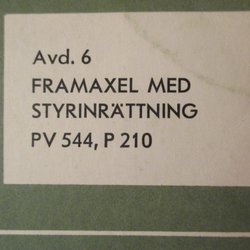 Avd. 6
FRAMAXEL MED
STYRINRÄTTNING
PV 544, P 210